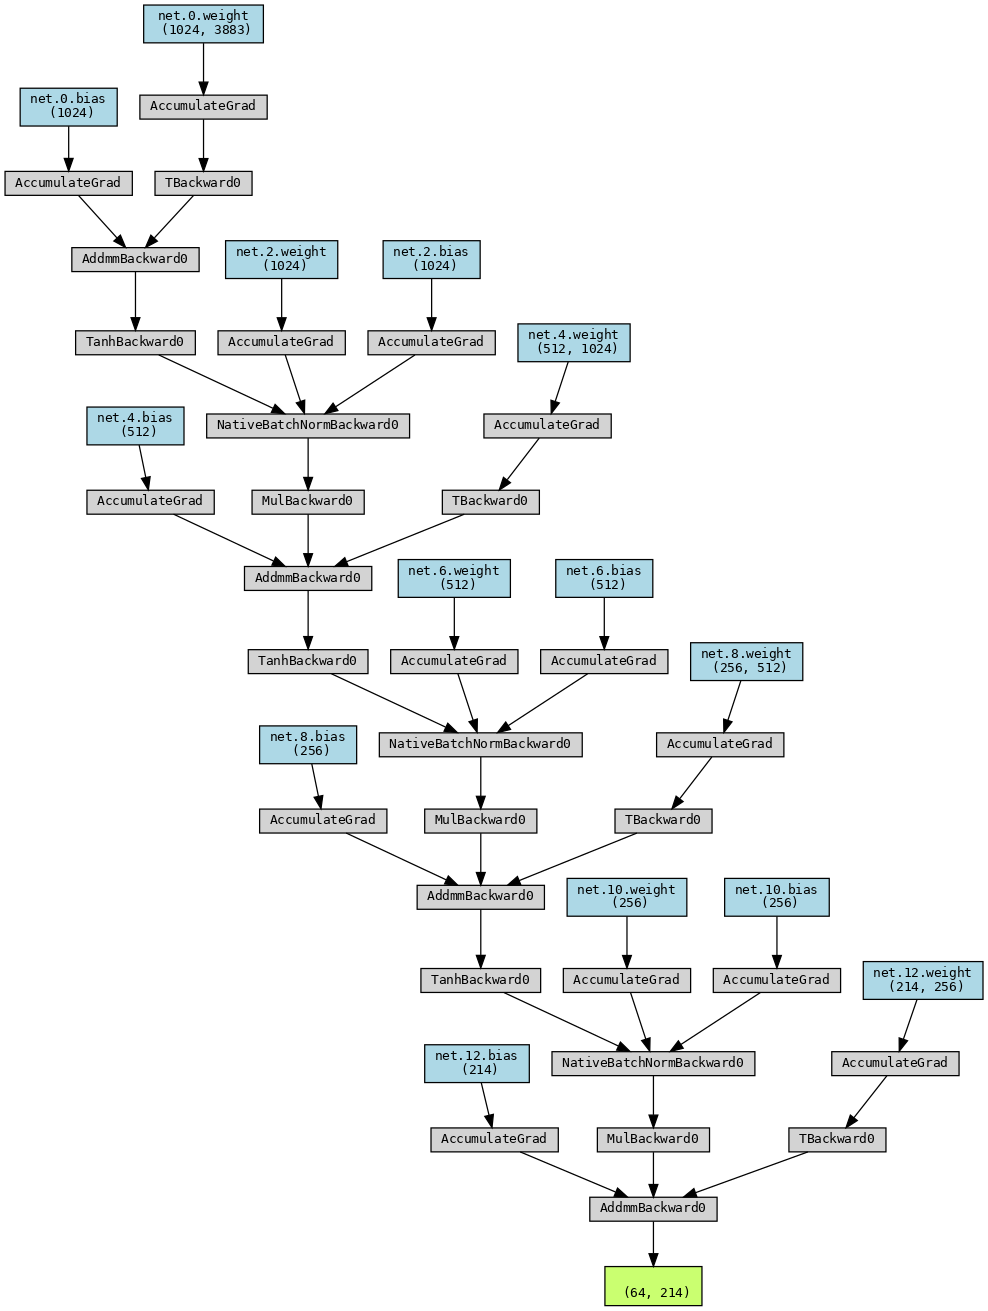 net.0.weight
(1024, 3883)
net.0.bias
(1024)
AccumulateGrad
AccumulateGrad
TBackward0
AddmmBackward0
net.2.weight
(1024)
net.2.bias
(1024)
TanhBackward0
AccumulateGrad
AccumulateGrad
net.4.weight
(512, 1024)
net.4.bias
(512)
NativeBatchNormBackward0
AccumulateGrad
AccumulateGrad
MulBackward0
TBackward0
AddmmBackward0
net.6.weight
(512)
net.6.bias
(512)
TanhBackward0
AccumulateGrad
AccumulateGrad
net.8.weight
(256, 512)
net.8.bias
(256)
NativeBatchNormBackward0
AccumulateGrad
AccumulateGrad
MulBackward0
TBackward0
AddmmBackward0
net.10.weight
(256)
net.10.bias
(256)
TanhBackward0
AccumulateGrad
AccumulateGrad
net.12.weight
(214, 256)
net.12.bias
(214)
NativeBatchNormBackward0
AccumulateGrad
AccumulateGrad
MulBackward0
TBackward0
AddmmBackward0
(64, 214)